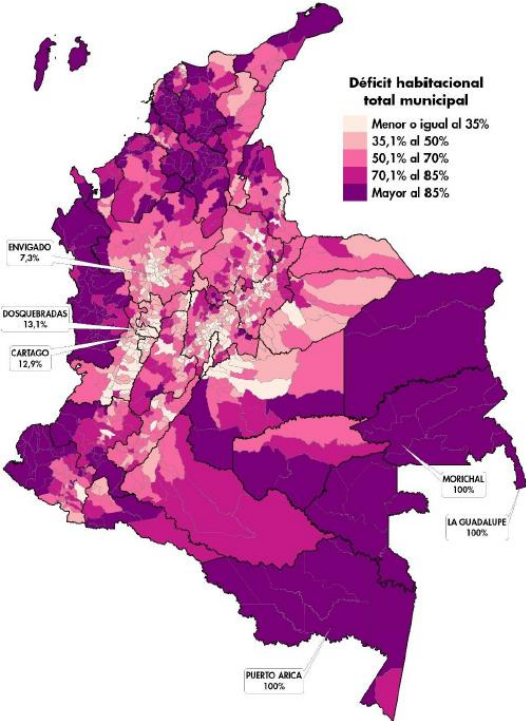 Déficit habitacional
total municipal
Menor o igual al 35%
35,1% al 50%
50,1% al 70%
70,1% al 85%
Mayor al 85%
ENVIGADO
7,3%
DOSQUEBRADAS
13,1%
CARTAGO
12,9%
MORICHAL
100%
LA GUADALUPE
100%
PUERTO ARICA
100%